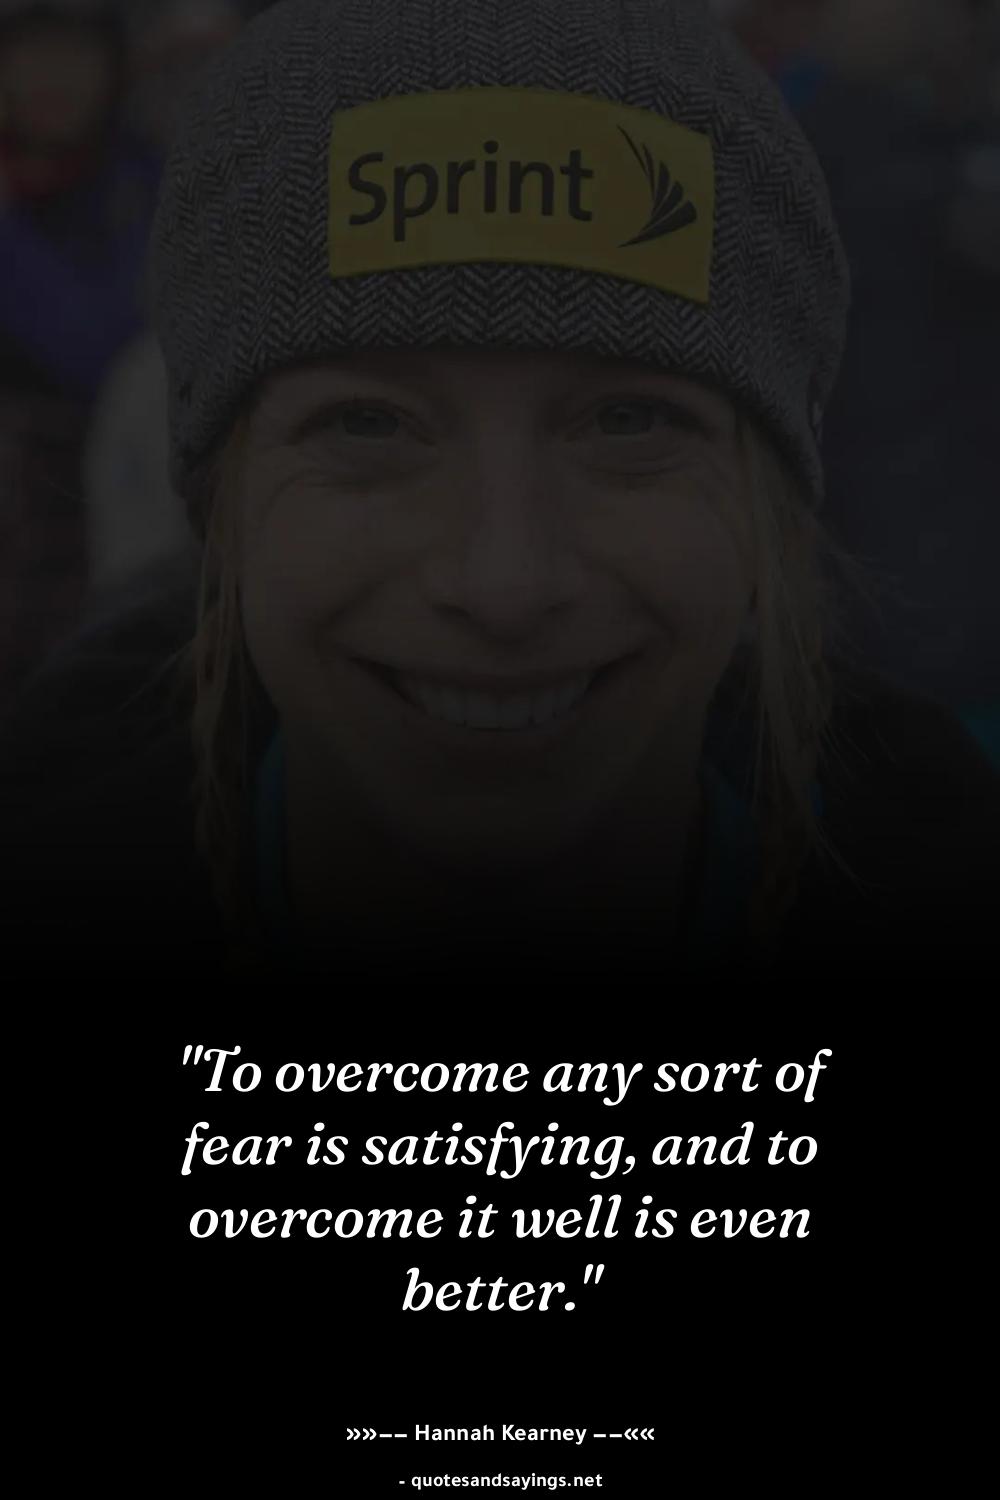 Sprint
"To overcome any sort of
fear is satisfying, and to
overcome it well is even
better."
»»−− Hannah Kearney −−««
- quotesandsayings.net